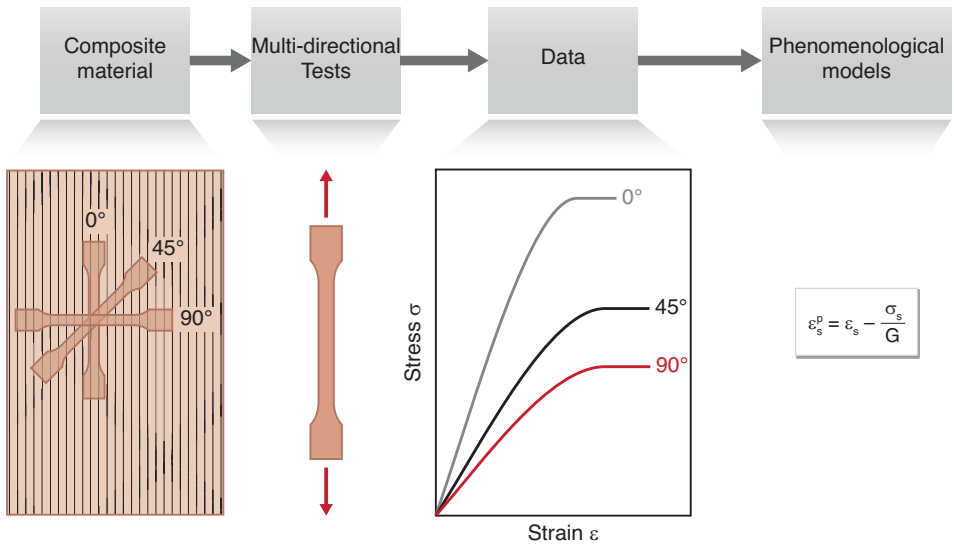 Composite
material
Multi-directional
Tests
Data
Phenomenological
models
0°
45°
90°
Stress σ
0°
45°
90°
Strain ε
ε_s^p = ε_s − σ_s/G